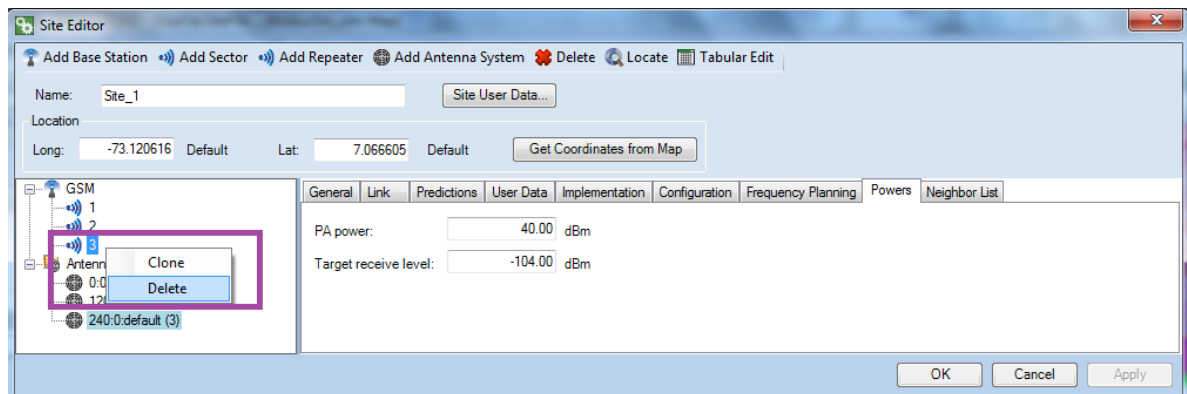 Site Editor
Add Base Station Add Sector Add Repeater Add Antenna System Delete Locate Tabular Edit
Name: Site_1 Site User Data...
Location
Long: -73.120616 Default Lat: 7.066605 Default Get Coordinates from Map
GSM
1
2
3
Clone
Delete
240:0:default (3)
General Link Predictions User Data Implementation Configuration Frequency Planning Powers Neighbor List
PA power: 40.00 dBm
Target receive level: -104.00 dBm
OK Cancel Apply